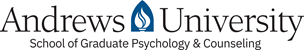 Andrews University
School of Graduate Psychology & Counseling